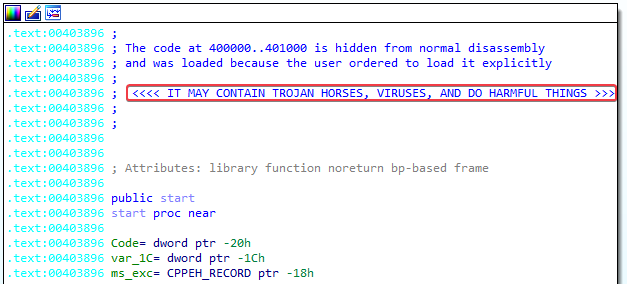 .text:00403896 ;
.text:00403896 ; The code at 400000..401000 is hidden from normal disassembly
.text:00403896 ; and was loaded because the user ordered to load it explicitly
.text:00403896 ;
.text:00403896 ; <<<< IT MAY CONTAIN TROJAN HORSES, VIRUSES, AND DO HARMFUL THINGS >>>
.text:00403896 ;
.text:00403896 ;
.text:00403896
.text:00403896
.text:00403896 ; Attributes: library function noreturn bp-based frame
.text:00403896
.text:00403896 public start
.text:00403896 start proc near
.text:00403896
.text:00403896 Code= dword ptr -20h
.text:00403896 var_1C= dword ptr -1Ch
.text:00403896 ms_exc= CPPEH_RECORD ptr -18h